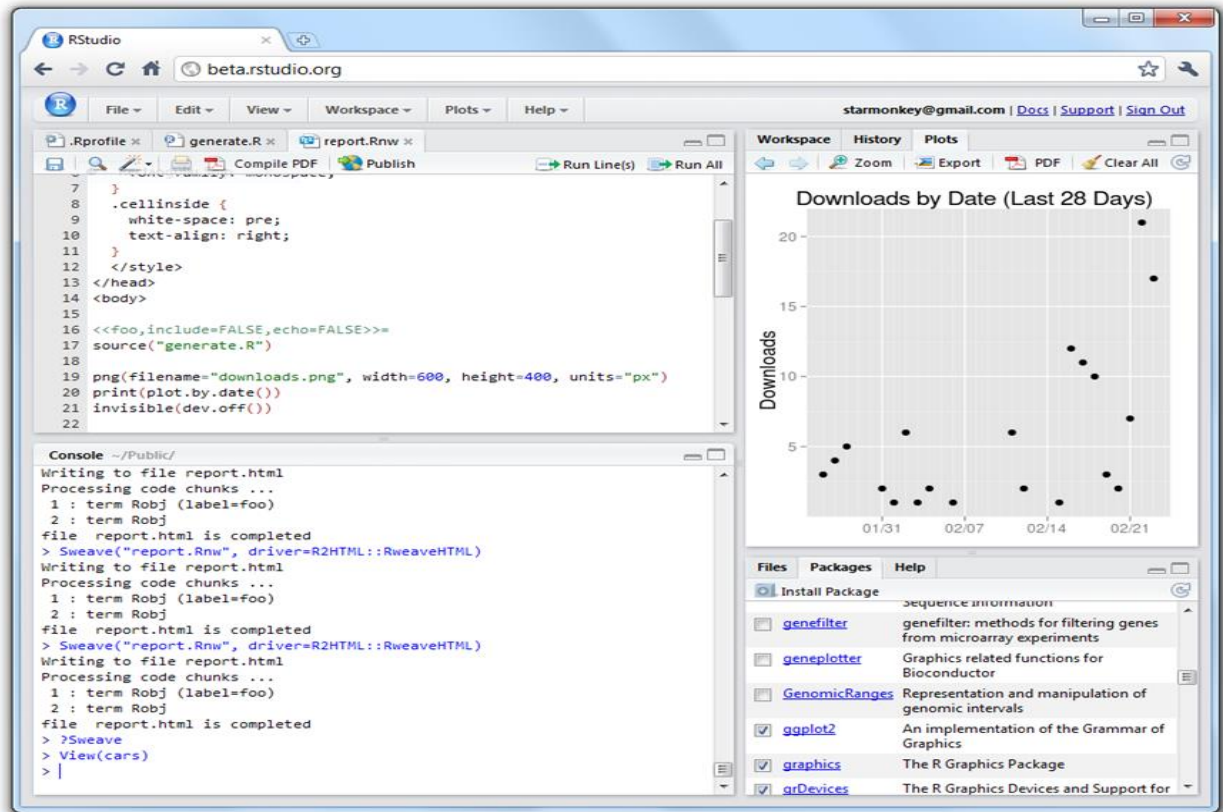 RStudio
beta.rstudio.org
File Edit View Workspace Plots Help starmonkey@gmail.com | Docs | Support | Sign Out
.Rprofile generate.R report.Rnw
Compile PDF Publish Run Line(s) Run All
7 }
8 .cellinside {
9 white-space: pre;
10 text-align: right;
11 }
12 </style>
13 </head>
14 <body>
15
16 <<foo,include=FALSE,echo=FALSE>>=
17 source("generate.R")
18
19 png(filename="downloads.png", width=600, height=400, units="px")
20 print(plot.by.date())
21 invisible(dev.off())
22
Console ~/Public/
Writing to file report.html
Processing code chunks ...
1 : term Robj (label=foo)
2 : term Robj
file report.html is completed
> Sweave("report.Rnw", driver=R2HTML::RweaveHTML)
Writing to file report.html
Processing code chunks ...
1 : term Robj (label=foo)
2 : term Robj
file report.html is completed
> Sweave("report.Rnw", driver=R2HTML::RweaveHTML)
Writing to file report.html
Processing code chunks ...
1 : term Robj (label=foo)
2 : term Robj
file report.html is completed
> ?Sweave
> View(cars)
>
Workspace History Plots
Zoom Export PDF Clear All
Downloads by Date (Last 28 Days)
Downloads
20
15
10
5
01/31 02/07 02/14 02/21
Files Packages Help
Install Package
Sequence Information
genefilter genefilter: methods for filtering genes
from microarray experiments
geneplotter Graphics related functions for
Bioconductor
GenomicRanges Representation and manipulation of
genomic intervals
ggplot2 An implementation of the Grammar of
Graphics
graphics The R Graphics Package
grDevices The R Graphics Devices and Support for